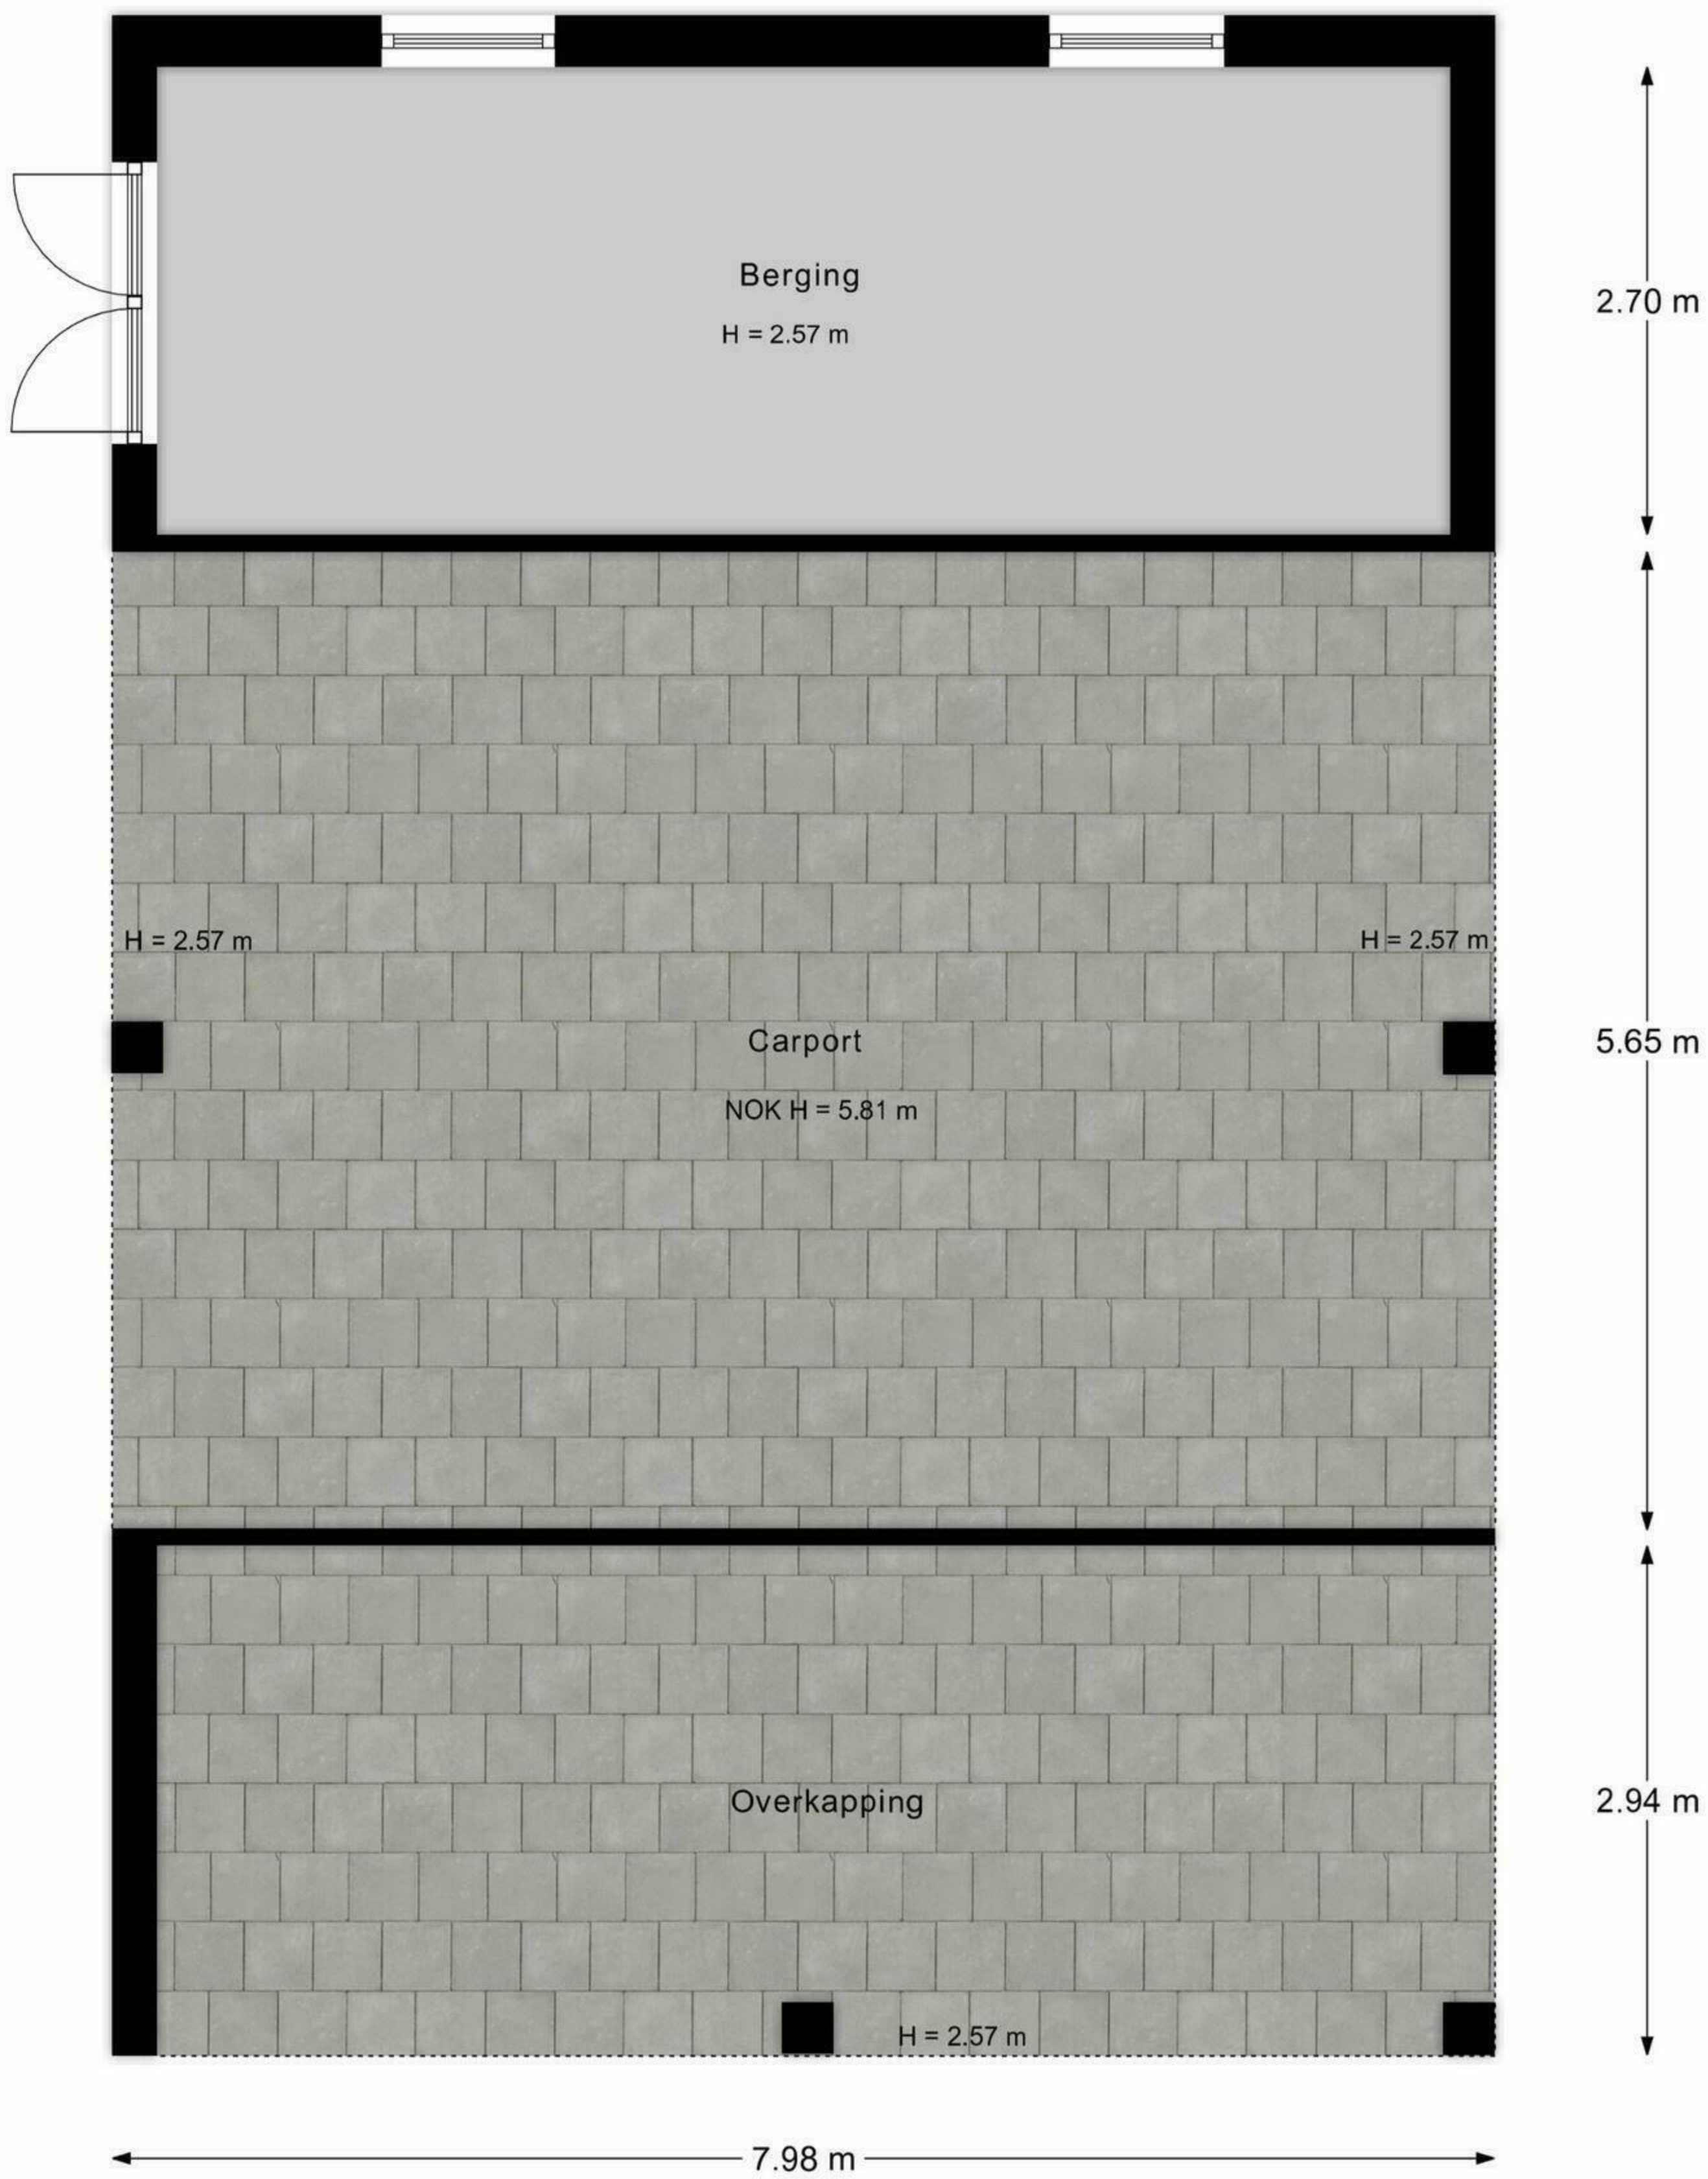 Berging
H = 2.57 m
2.70 m
H = 2.57 m
H = 2.57 m
Carport
NOK H = 5.81 m
5.65 m
Overkapping
2.94 m
H = 2.57 m
7.98 m